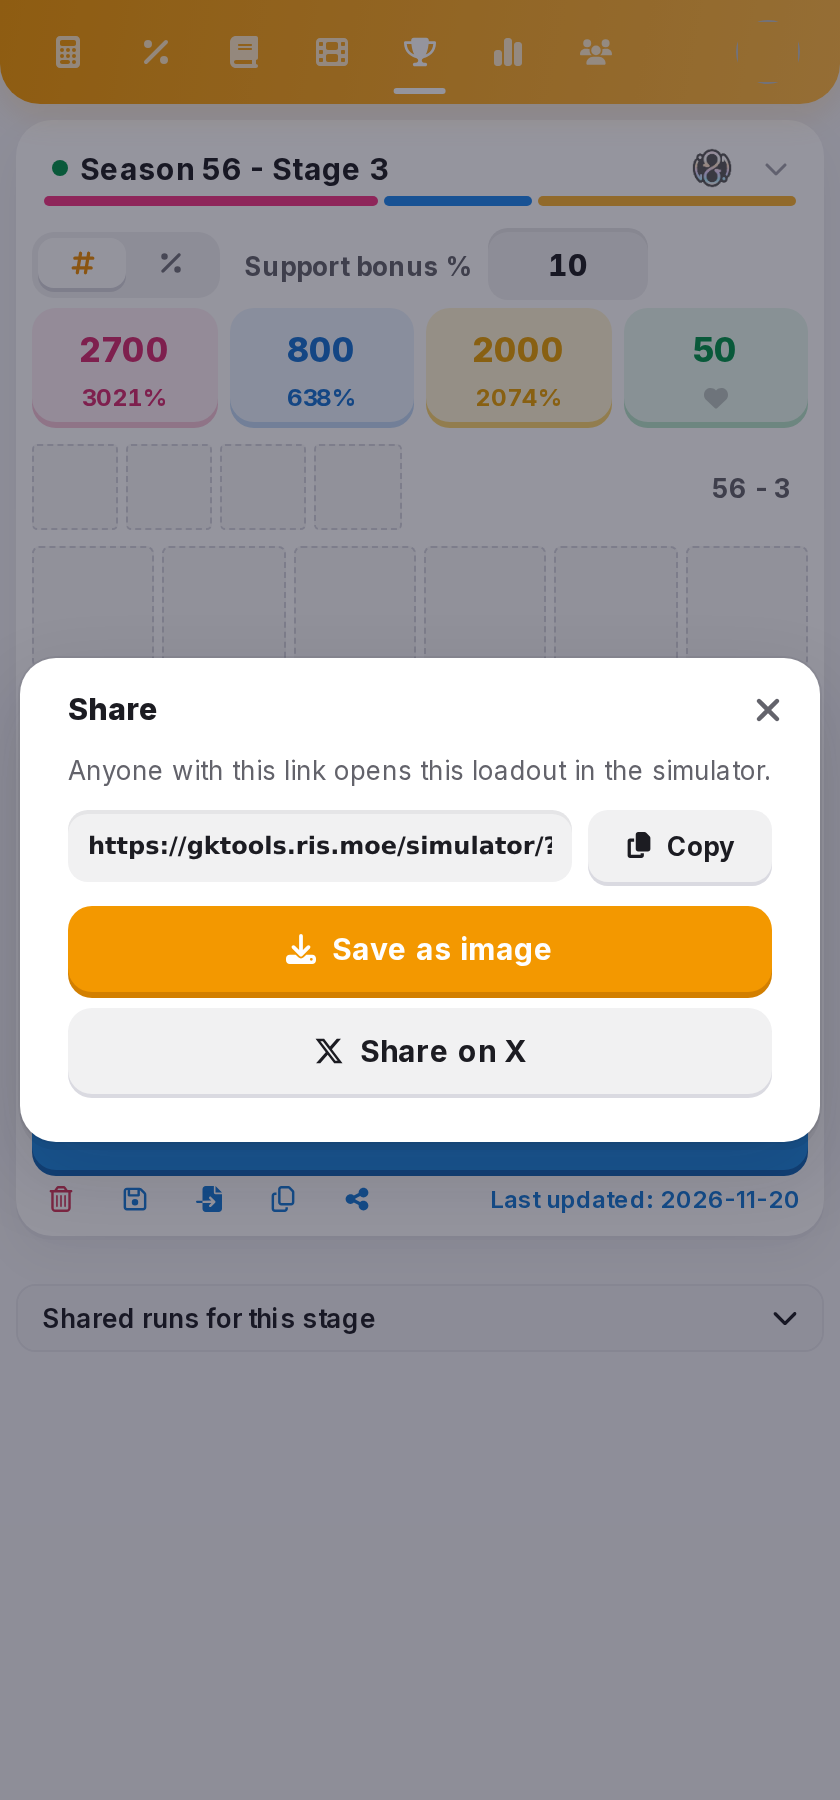 Season 56 - Stage 3
Support bonus %
10
2700
800
2000
50
3021%
638%
2074%
56 - 3
Share
Anyone with this link opens this loadout in the simulator.
https://gktools.ris.moe/simulator/?
Copy
Save as image
Share on X
Last updated: 2026-11-20
Shared runs for this stage